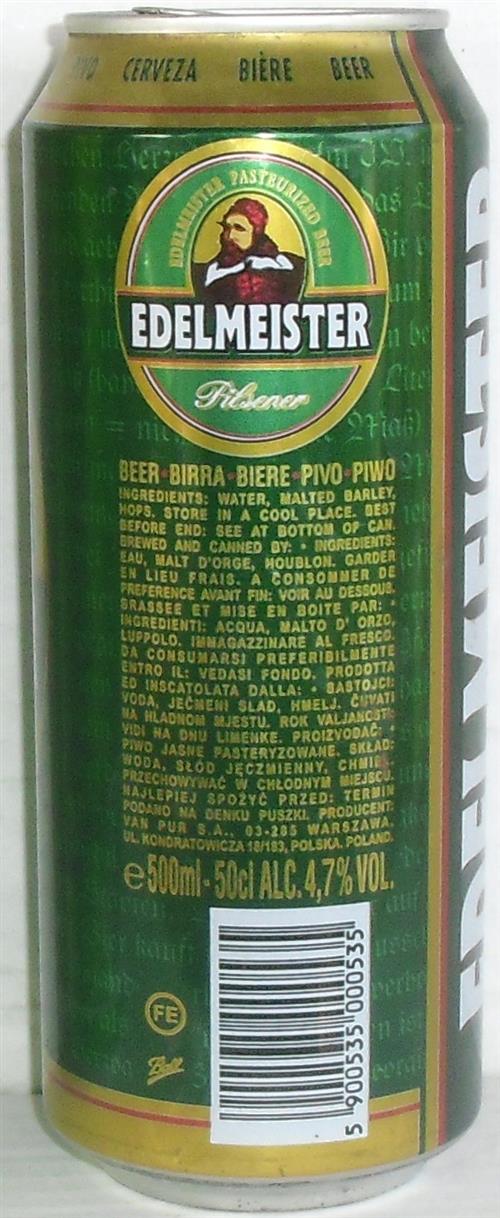 PIVO CERVEZA BIÈRE BEER
EDELMEISTER PASTEURIZED BEER
EDELMEISTER
Pilsener
BEER•BIRRA•BIERE•PIVO•PIWO
INGREDIENTS: WATER, MALTED BARLEY,
HOPS. STORE IN A COOL PLACE. BEST
BEFORE END: SEE AT BOTTOM OF CAN.
BREWED AND CANNED BY: • INGREDIENTS:
EAU, MALT D'ORGE, HOUBLON. GARDER
EN LIEU FRAIS. A CONSOMMER DE
PREFERENCE AVANT FIN: VOIR AU DESSOUS.
BRASSEE ET MISE EN BOITE PAR: •
INGREDIENTI: ACQUA, MALTO D' ORZO,
LUPPOLO. IMMAGAZZINARE AL FRESCO.
DA CONSUMARSI PREFERIBILMENTE
ENTRO IL: VEDASI FONDO. PRODOTTA
ED INSCATOLATA DALLA: • SASTOJCI:
VODA, JEČMENI SLAD, HMELJ. ČUVATI
NA HLADNOM MJESTU. ROK VALJANOSTI:
VIDI NA DNU LIMENKE. PROIZVOĐAČ: •
PIWO JASNE PASTERYZOWANE. SKŁAD:
WODA, SŁÓD JĘCZMIENNY, CHMIEL.
PRZECHOWYWAĆ W CHŁODNYM MIEJSCU.
NAJLEPIEJ SPOŻYĆ PRZED: TERMIN
PODANO NA DENKU PUSZKI. PRODUCENT:
VAN PUR S.A., 03-285 WARSZAWA,
UL. KONDRATOWICZA 18/183, POLSKA. POLAND.
e 500ml - 50cl ALC. 4,7% VOL.
FE
Ball
5 900535 000535